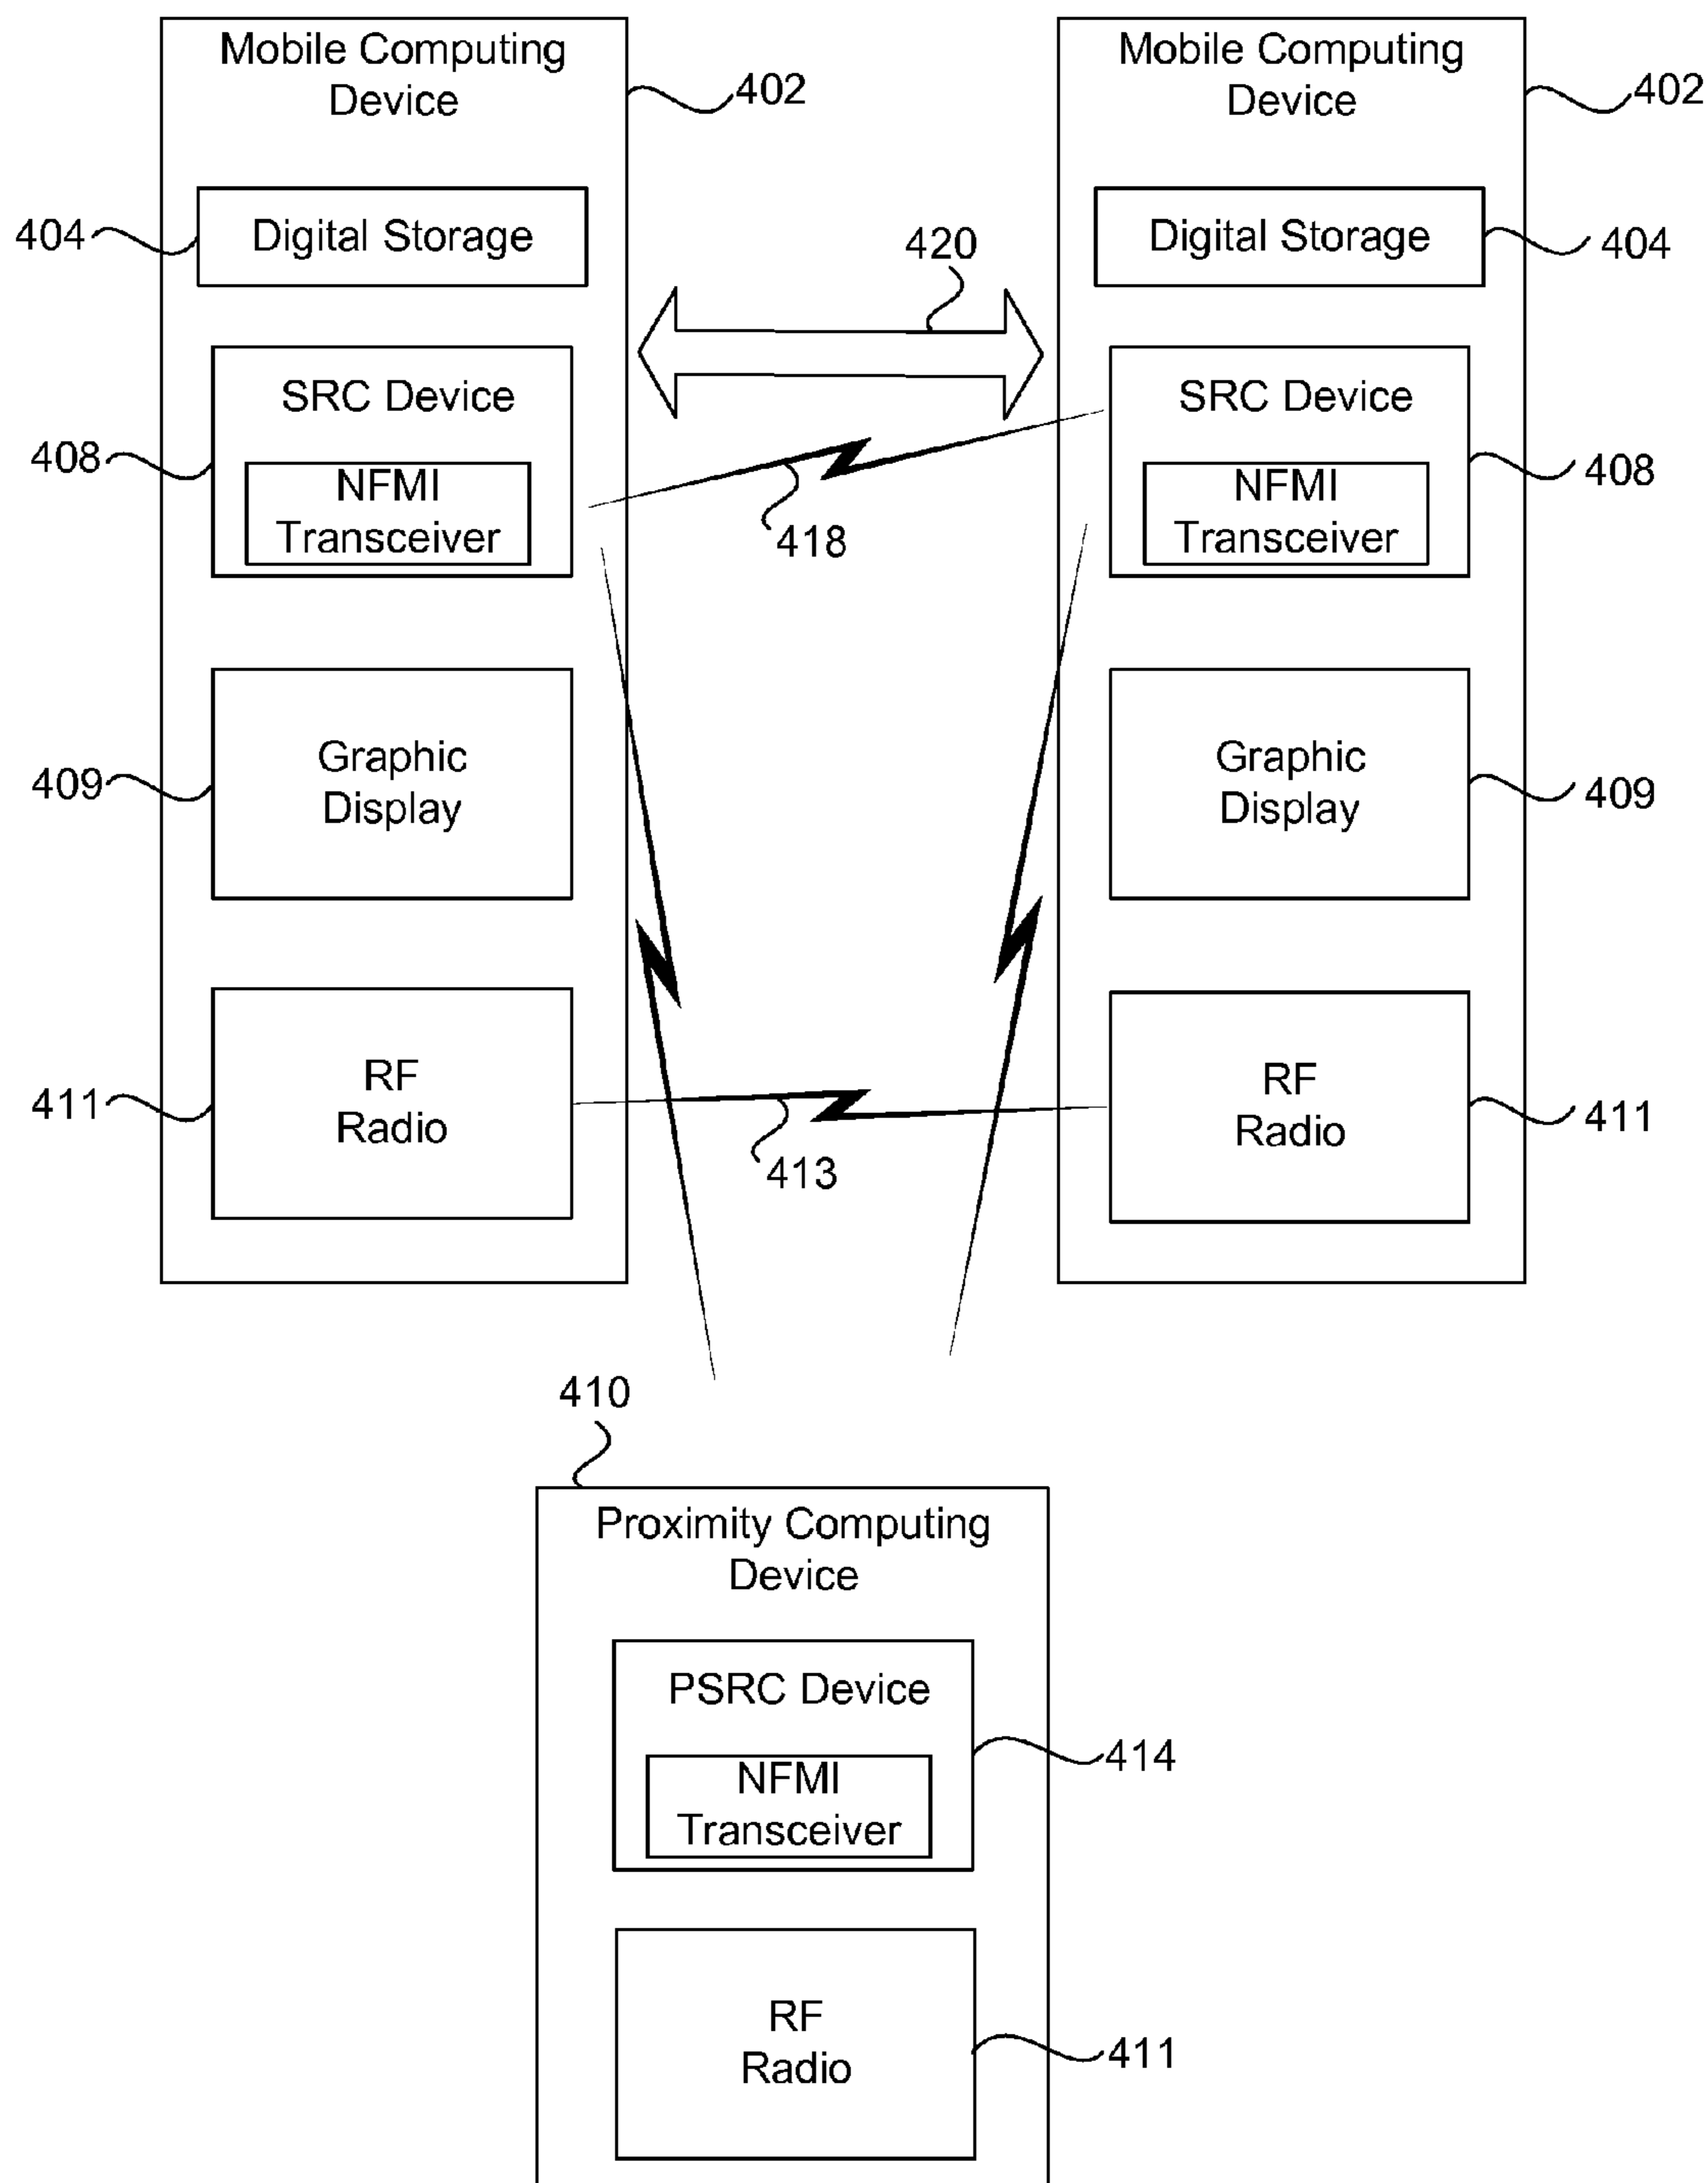 Mobile Computing
Device
402
404
Digital Storage
SRC Device
408
NFMI
Transceiver
Graphic
Display
409
RF
Radio
411
420
418
413
Mobile Computing
Device
402
Digital Storage
404
SRC Device
NFMI
Transceiver
408
Graphic
Display
409
RF
Radio
411
410
Proximity Computing
Device
PSRC Device
NFMI
Transceiver
414
RF
Radio
411